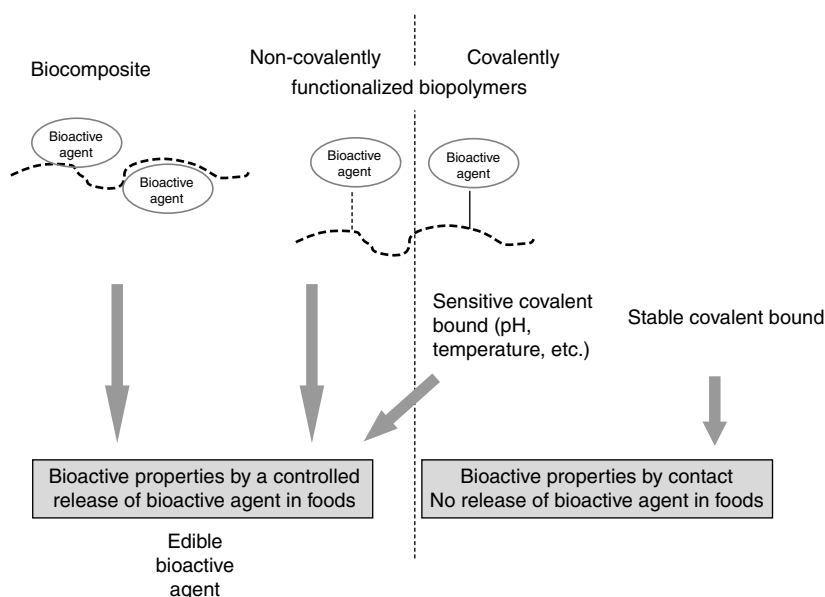 Biocomposite
Non-covalently
Covalently
functionalized biopolymers
Bioactive
agent
Bioactive
agent
Bioactive
agent
Bioactive
agent
Sensitive covalent
bound (pH,
temperature, etc.)
Stable covalent bound
Bioactive properties by a controlled
release of bioactive agent in foods
Bioactive properties by contact
No release of bioactive agent in foods
Edible
bioactive
agent